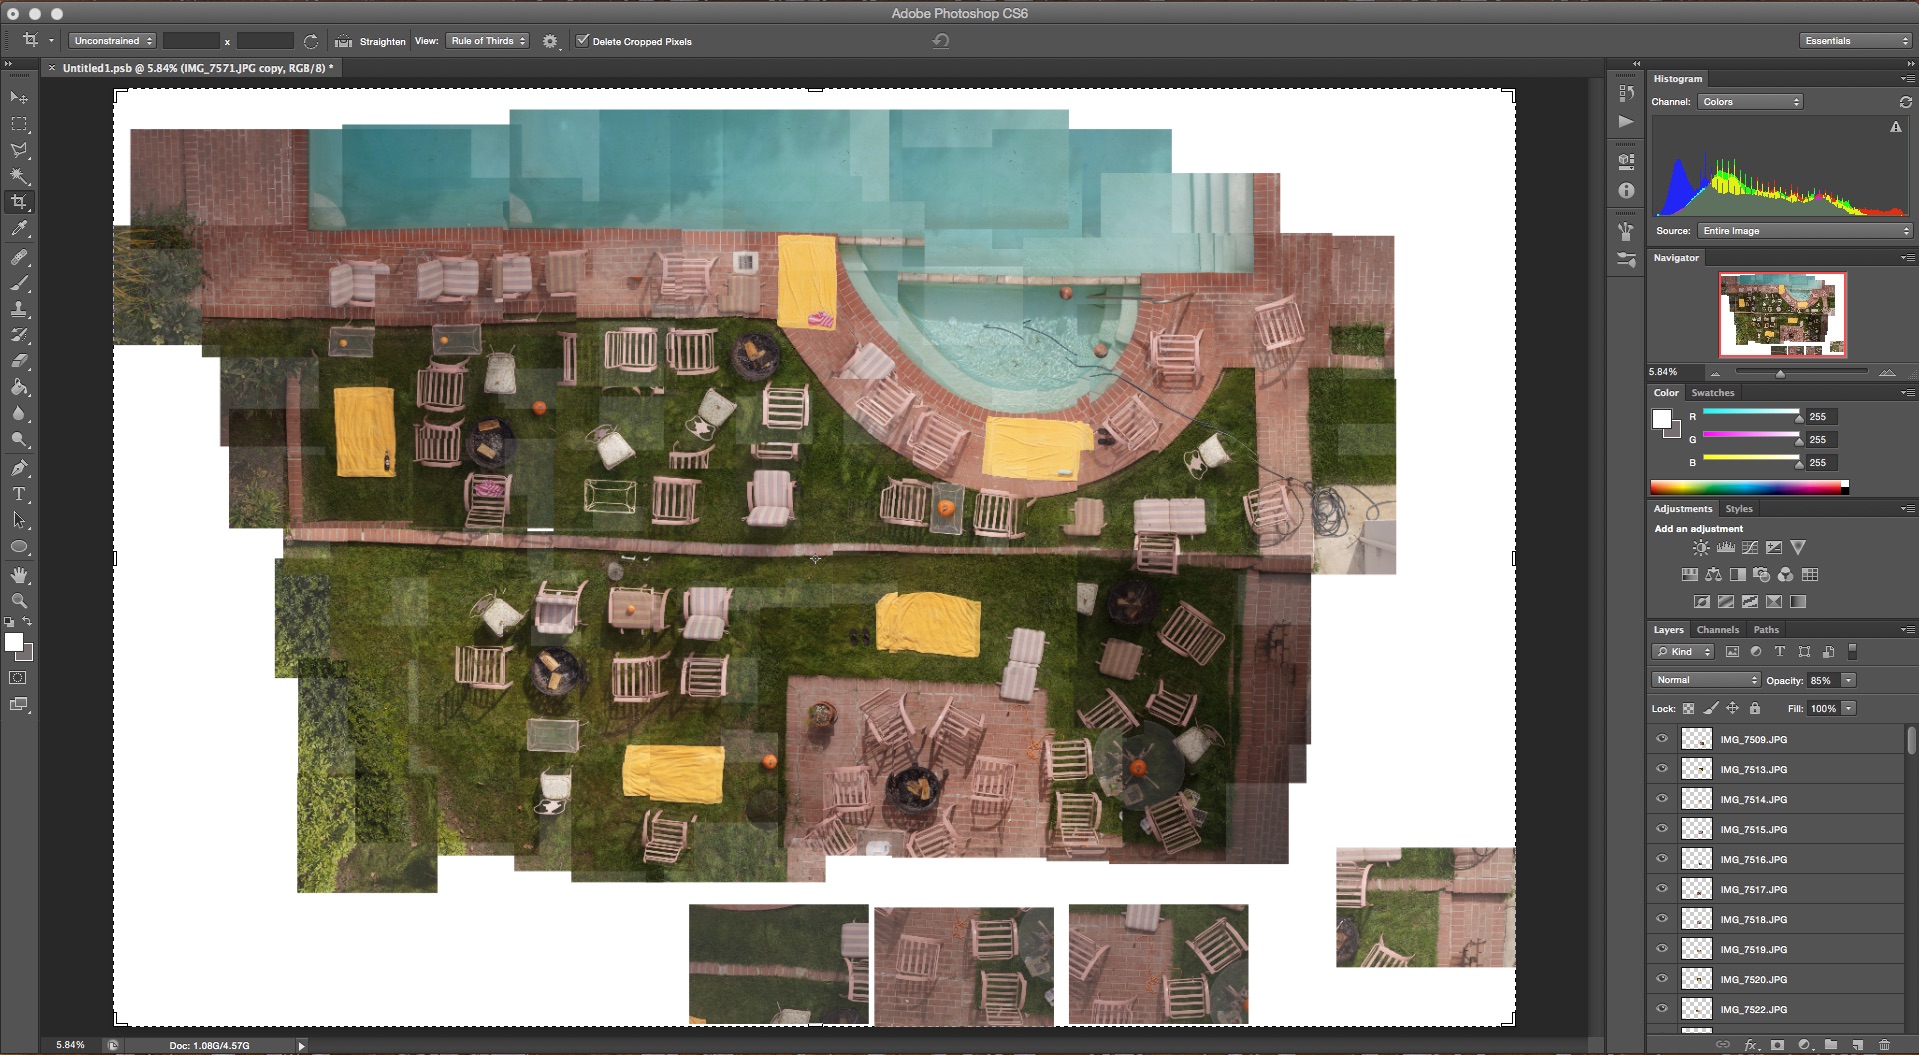 Adobe Photoshop CS6
Unconstrained x Straighten View: Rule of Thirds Delete Cropped Pixels Essentials
× Untitled1.psb @ 5.84% (IMG_7571.JPG copy, RGB/8) *
Histogram
Channel: Colors
Source: Entire Image
Navigator
5.84%
Color Swatches
R 255
G 255
B 255
Adjustments Styles
Add an adjustment
Layers Channels Paths
Kind
Normal Opacity: 85%
Lock: Fill: 100%
IMG_7509.JPG
IMG_7513.JPG
IMG_7514.JPG
IMG_7515.JPG
IMG_7516.JPG
IMG_7517.JPG
IMG_7518.JPG
IMG_7519.JPG
IMG_7520.JPG
IMG_7522.JPG
5.84% Doc: 1.08G/4.57G